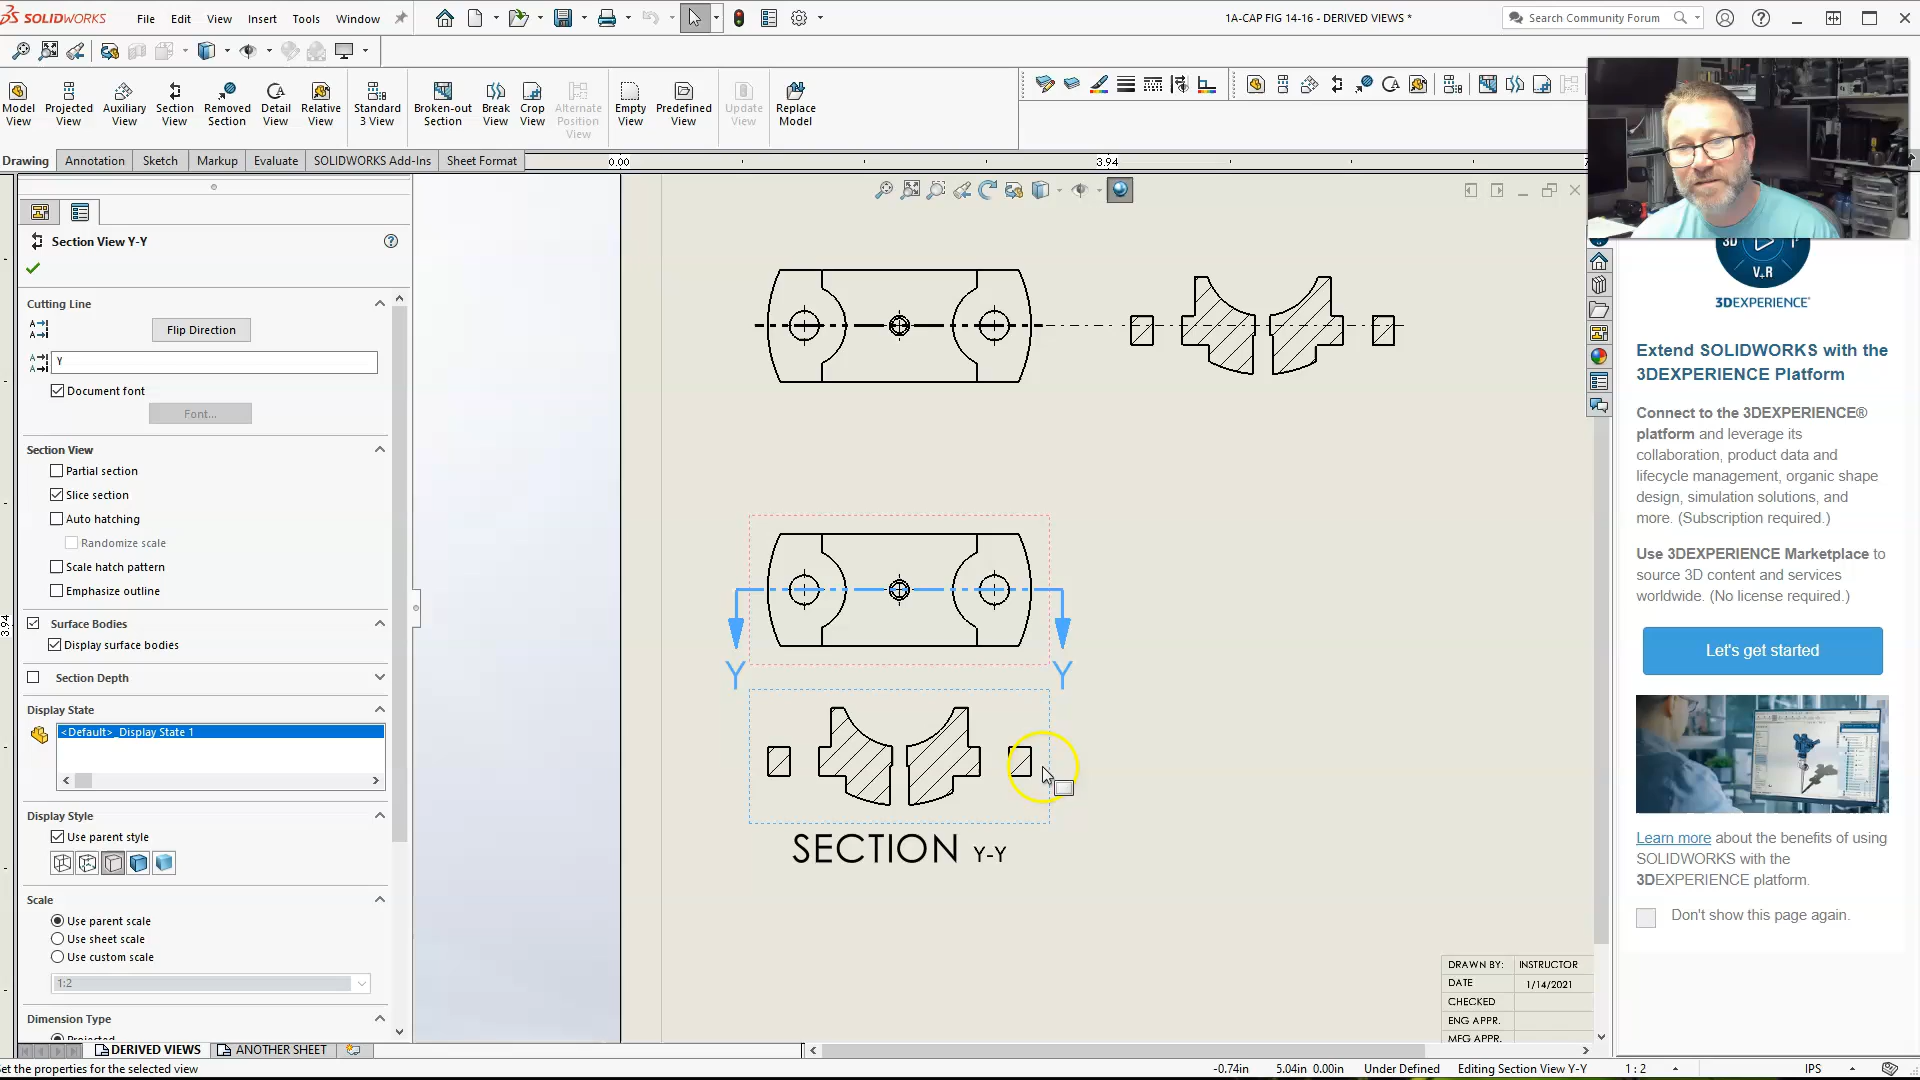 SOLIDWORKS
File
Edit
View
Insert
Tools
Window
1A-CAP FIG 14-16 - DERIVED VIEWS *
Search Community Forum
Model View
Projected View
Auxiliary View
Section View
Removed Section
Detail View
Relative View
Standard 3 View
Broken-out Section
Break View
Crop View
Alternate Position View
Empty View
Predefined View
Update View
Replace Model
Drawing
Annotation
Sketch
Markup
Evaluate
SOLIDWORKS Add-Ins
Sheet Format
0.00
3.94
3.94
Section View Y-Y
Cutting Line
Flip Direction
Y
Document font
Font...
Section View
Partial section
Slice section
Auto hatching
Randomize scale
Scale hatch pattern
Emphasize outline
Surface Bodies
Display surface bodies
Section Depth
Display State
<Default>_Display State 1
Display Style
Use parent style
Scale
Use parent scale
Use sheet scale
Use custom scale
1:2
Dimension Type
Projected
Y
Y
SECTION Y-Y
DRAWN BY: INSTRUCTOR
DATE 1/14/2021
CHECKED
ENG APPR.
MFG APPR.
3D
V+R
3DEXPERIENCE®
Extend SOLIDWORKS with the
3DEXPERIENCE Platform
Connect to the 3DEXPERIENCE®
platform and leverage its
collaboration, product data and
lifecycle management, organic shape
design, simulation solutions, and
more. (Subscription required.)
Use 3DEXPERIENCE Marketplace to
source 3D content and services
worldwide. (No license required.)
Let's get started
Learn more about the benefits of using
SOLIDWORKS with the
3DEXPERIENCE platform.
Don't show this page again.
DERIVED VIEWS
ANOTHER SHEET
Set the properties for the selected view
-0.74in
5.04in
0.00in
Under Defined
Editing Section View Y-Y
1 : 2
IPS